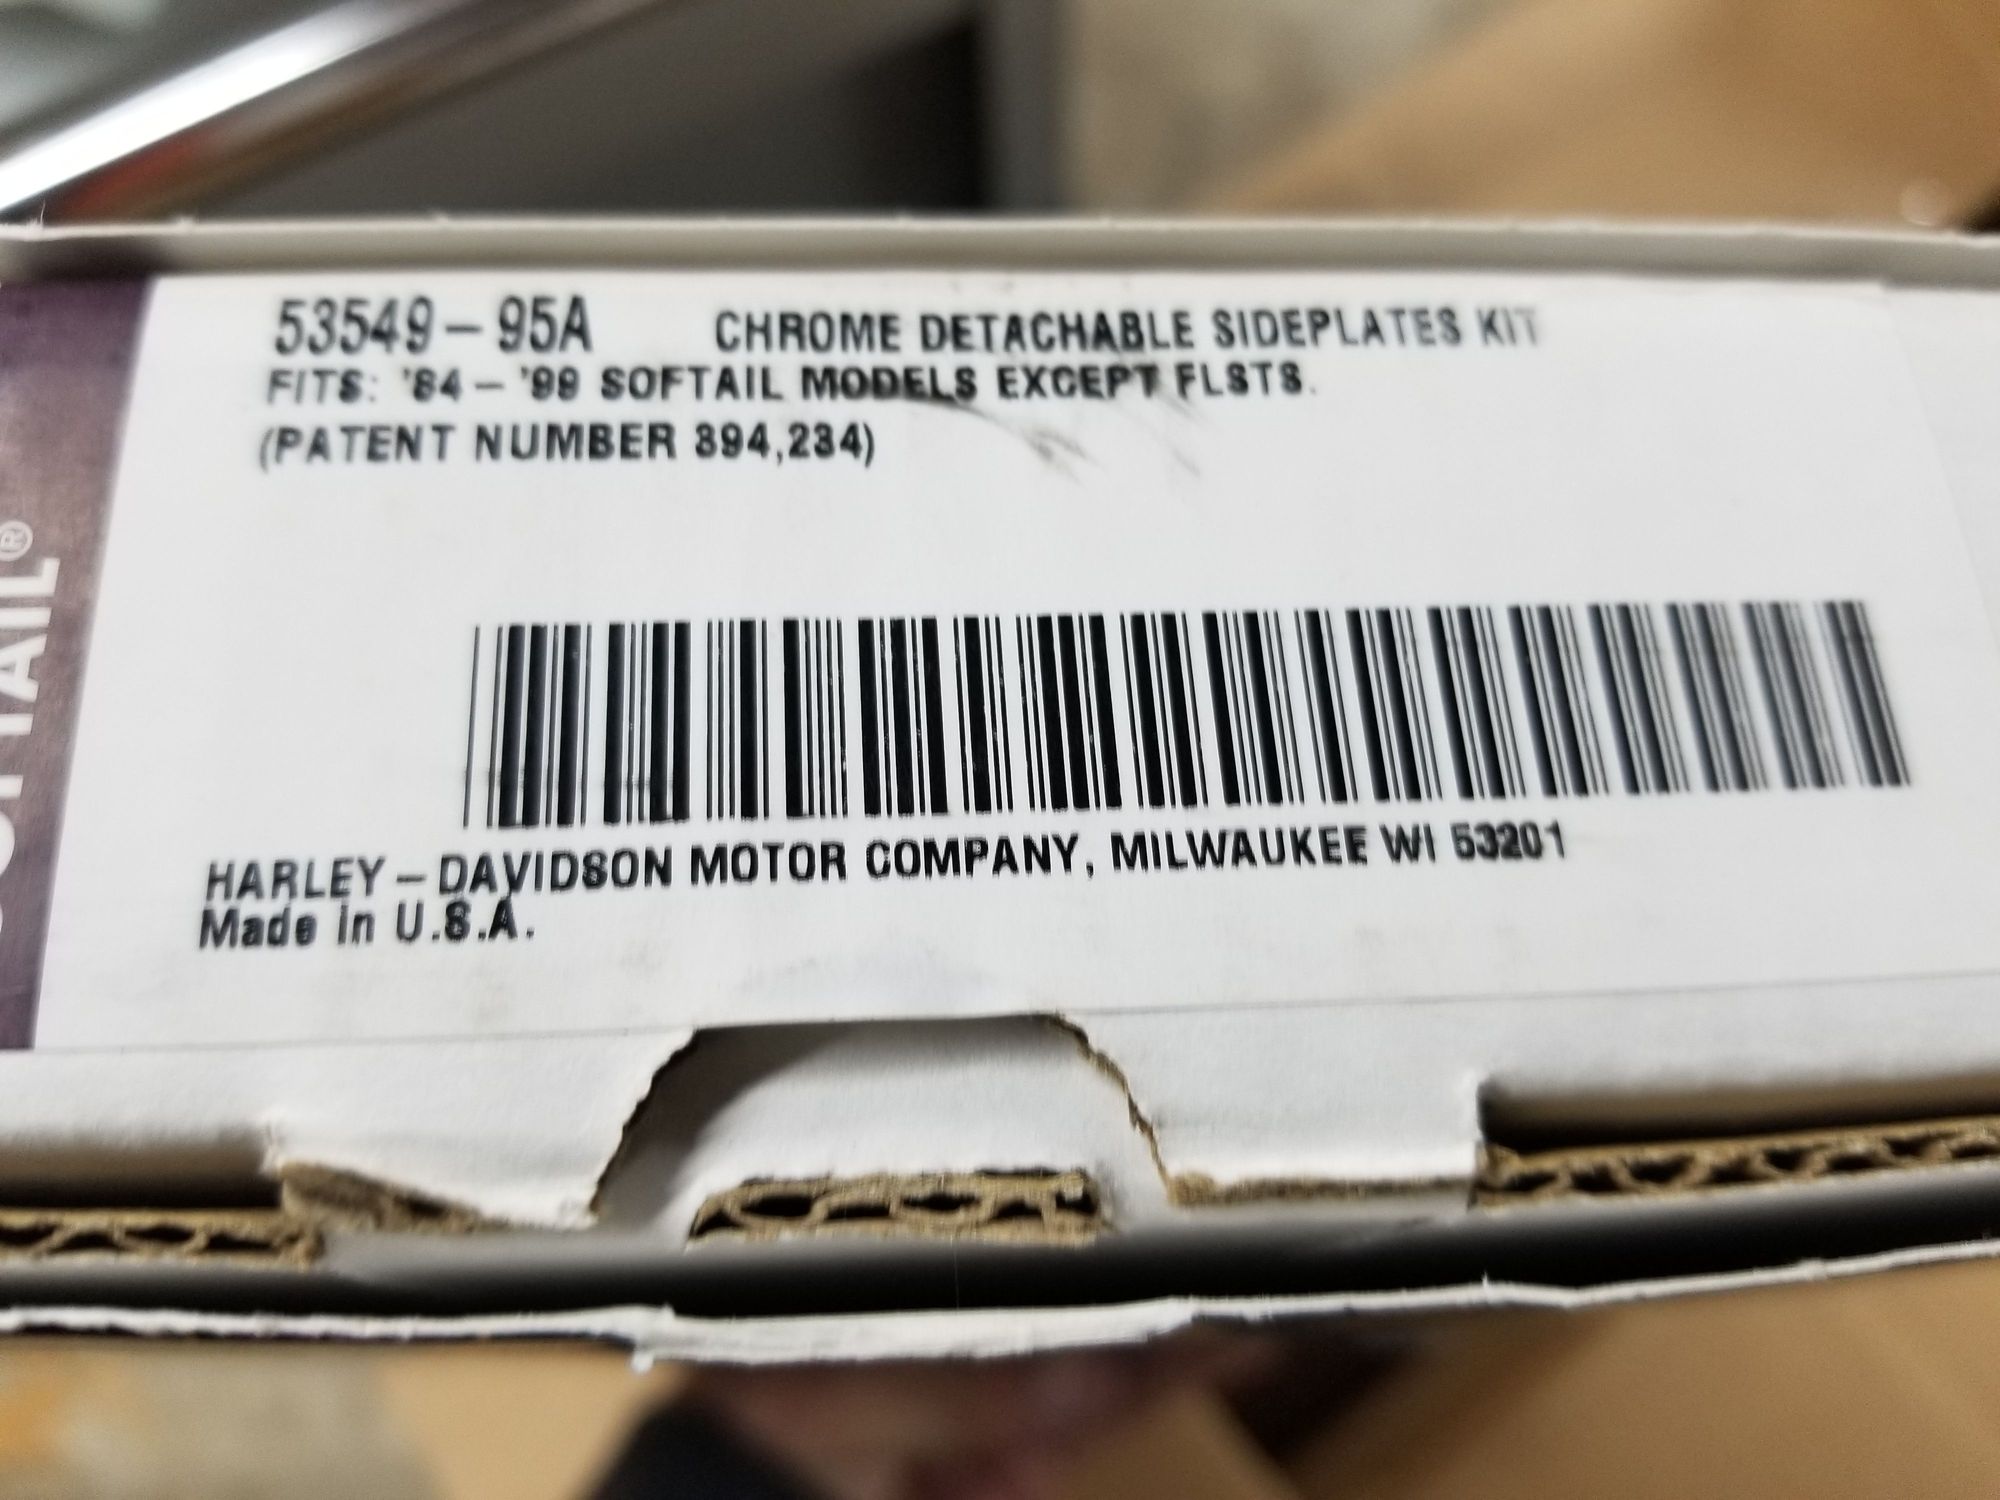 53549-95A CHROME DETACHABLE SIDEPLATES KIT
FITS: '84-'99 SOFTAIL MODELS EXCEPT FLSTS.
(PATENT NUMBER 394,234)
HARLEY-DAVIDSON MOTOR COMPANY, MILWAUKEE WI 53201
Made in U.S.A.
SOFTAIL®